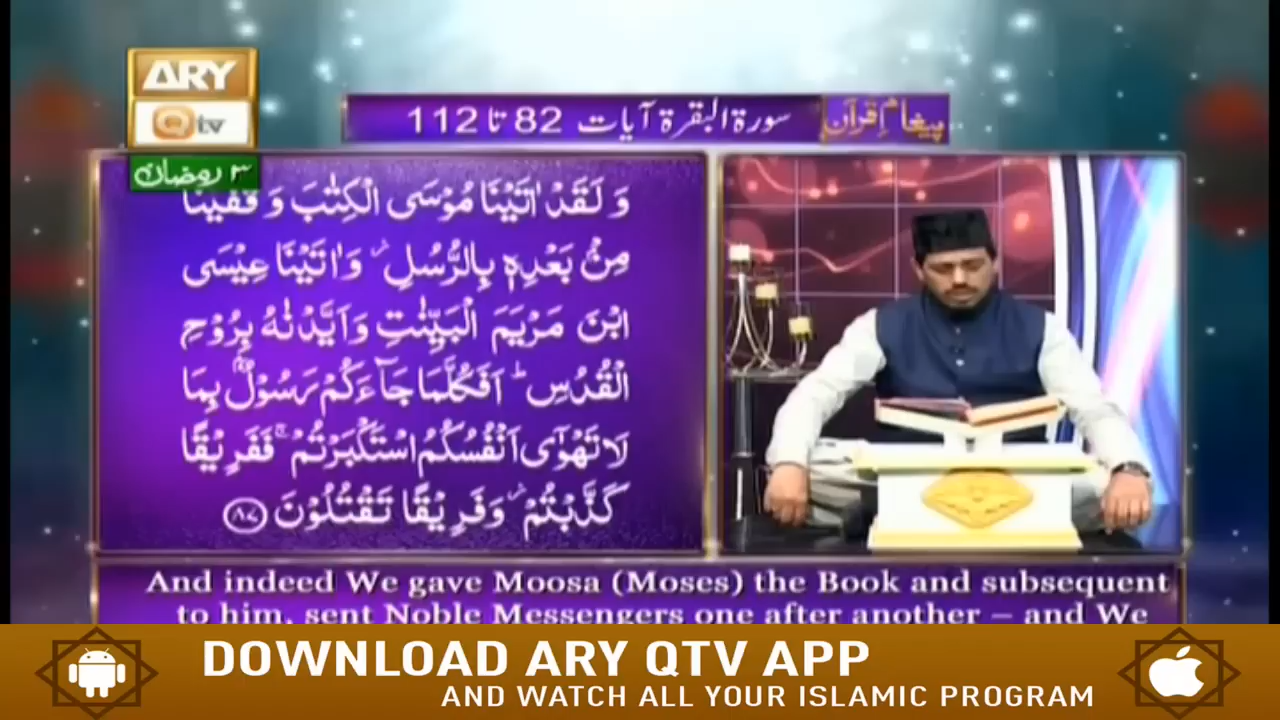 ARY
Qtv
۳ رمضان
پیغامِ قرآن
سورۃ البقرۃ آیات 82 تا 112
وَ لَقَدۡ اٰتَیۡنَا مُوۡسَی الۡکِتٰبَ وَ قَفَّیۡنَا
مِنۡۢ بَعۡدِہٖ بِالرُّسُلِ ۫ وَ اٰتَیۡنَا عِیۡسَی
ابۡنَ مَرۡیَمَ الۡبَیِّنٰتِ وَ اَیَّدۡنٰہُ بِرُوۡحِ
الۡقُدُسِ ؕ اَفَکُلَّمَا جَآءَکُمۡ رَسُوۡلٌۢ بِمَا
لَا تَہۡوٰۤی اَنۡفُسُکُمُ اسۡتَکۡبَرۡتُمۡ ۚ فَفَرِیۡقًا
کَذَّبۡتُمۡ ۫ وَ فَرِیۡقًا تَقۡتُلُوۡنَ ﴿۸۷﴾
And indeed We gave Moosa (Moses) the Book and subsequent
to him, sent Noble Messengers one after another – and We
DOWNLOAD ARY QTV APP
AND WATCH ALL YOUR ISLAMIC PROGRAM